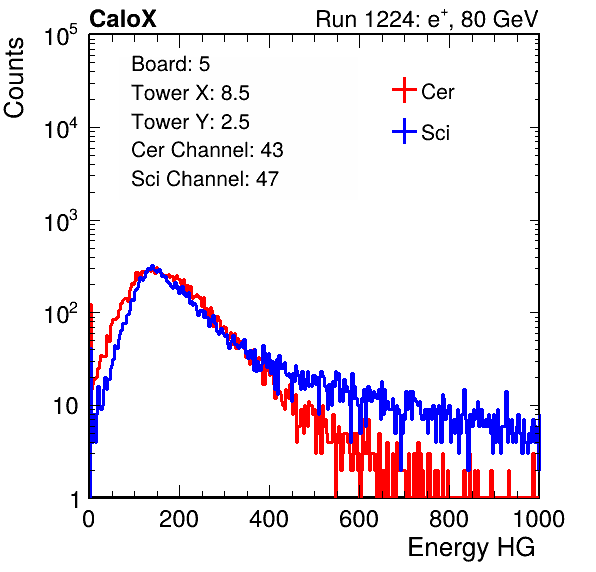 CaloX Run 1224: e⁺, 80 GeV
Counts
10⁵
10⁴
10³
10²
10
1
Board: 5
Tower X: 8.5
Tower Y: 2.5
Cer Channel: 43
Sci Channel: 47
Cer
Sci
0 200 400 600 800 1000
Energy HG